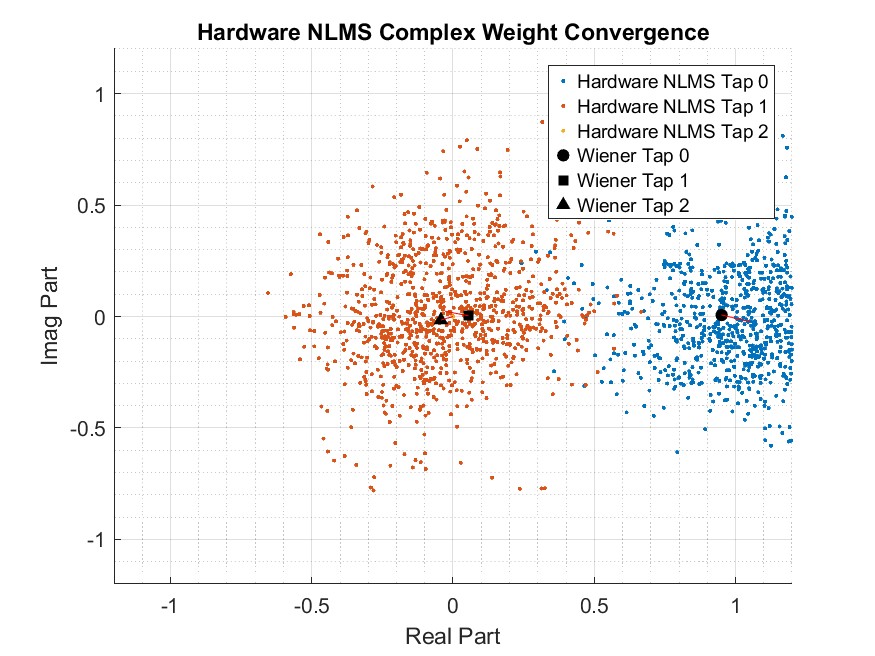 Hardware NLMS Complex Weight Convergence
Hardware NLMS Tap 0
Hardware NLMS Tap 1
Hardware NLMS Tap 2
Wiener Tap 0
Wiener Tap 1
Wiener Tap 2
1
0.5
0
-0.5
-1
Imag Part
-1
-0.5
0
0.5
1
Real Part